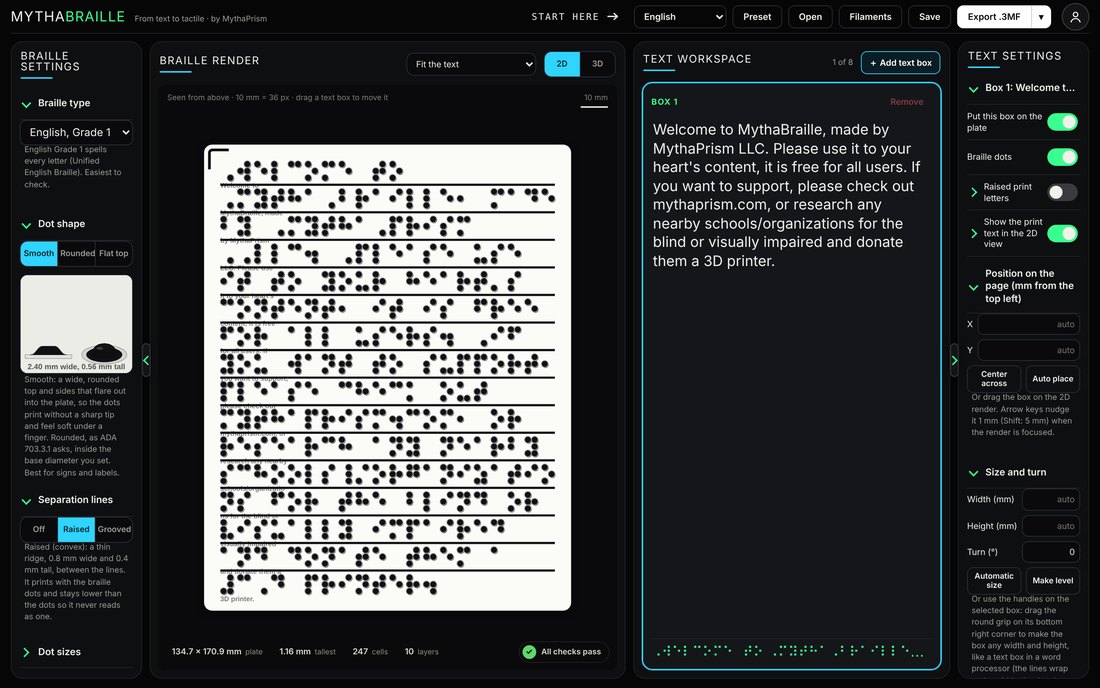 MYTHABRAILLE From text to tactile · by MythaPrism START HERE → English Preset Open Filaments Save Export .3MF ▾
BRAILLE SETTINGS
Braille type
English, Grade 1
English Grade 1 spells
every letter (Unified
English Braille). Easiest to
check.
Dot shape
Smooth Rounded Flat top
2.40 mm wide, 0.56 mm tall
Smooth: a wide, rounded
top and sides that flare out
into the plate, so the dots
print without a sharp tip
and feel soft under a
finger. Rounded, as ADA
703.3.1 asks, inside the
base diameter you set.
Best for signs and labels.
Separation lines
Off Raised Grooved
Raised (convex): a thin
ridge, 0.8 mm wide and 0.4
mm tall, between the lines.
It prints with the braille
dots and stays lower than
the dots so it never reads
as one.
Dot sizes
BRAILLE RENDER Fit the text 2D 3D
Seen from above · 10 mm = 36 px · drag a text box to move it 10 mm
3D printer.
134.7 × 170.9 mm plate 1.16 mm tallest 247 cells 10 layers All checks pass
TEXT WORKSPACE 1 of 8 + Add text box
BOX 1 Remove
Welcome to MythaBraille, made by
MythaPrism LLC. Please use it to your
heart's content, it is free for all users. If
you want to support, please check out
mythaprism.com, or research any
nearby schools/organizations for the
blind or visually impaired and donate
them a 3D printer.
TEXT SETTINGS
Box 1: Welcome t...
Put this box on the
plate
Braille dots
Raised print
letters
Show the print
text in the 2D
view
Position on the
page (mm from the
top left)
X auto
Y auto
Center across Auto place
Or drag the box on the 2D
render. Arrow keys nudge
it 1 mm (Shift: 5 mm) when
the render is focused.
Size and turn
Width (mm) auto
Height (mm) auto
Turn (°) 0
Automatic size Make level
Or use the handles on the
selected box: drag the
round grip on its bottom
right corner to make the
box any width and height,
like a text box in a word
processor (the lines wrap